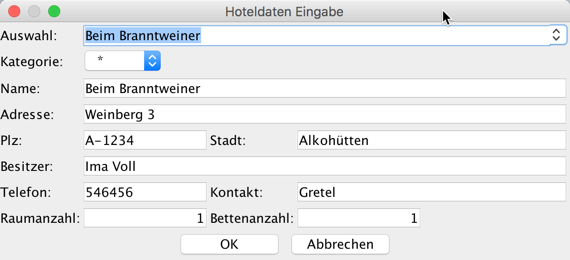 Hoteldaten Eingabe
Auswahl: Beim Branntweiner
Kategorie: *
Name: Beim Branntweiner
Adresse: Weinberg 3
Plz: A-1234 Stadt: Alkohütten
Besitzer: Ima Voll
Telefon: 546456 Kontakt: Gretel
Raumanzahl: 1 Bettenanzahl: 1
OK Abbrechen